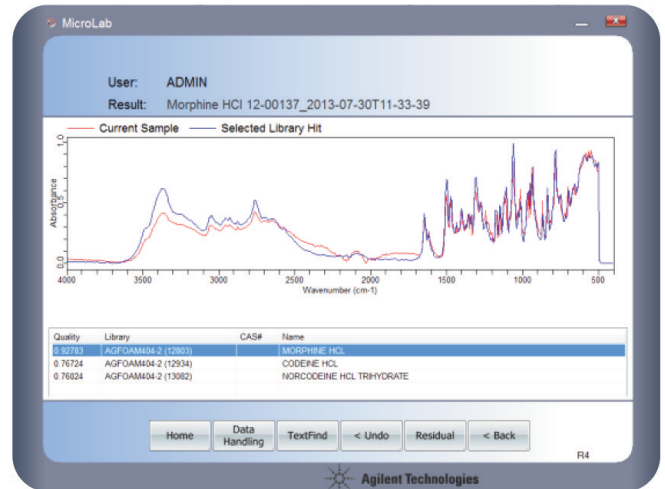 MicroLab
User: ADMIN
Result: Morphine HCl 12-00137_2013-07-30T11-33-39
Current Sample Selected Library Hit
Absorbance
1.0
0.5
0.0
4000 3500 3000 2500 2000 1500 1000 500
Wavenumber (cm-1)
Quality Library CAS# Name
0.92783 AGFOAM404-2 (12803) MORPHINE HCL
0.76724 AGFOAM404-2 (12934) CODEINE HCL
0.76024 AGFOAM404-2 (13082) NORCODEINE HCL TRIHYDRATE
Home Data Handling TextFind < Undo Residual < Back
R4
Agilent Technologies